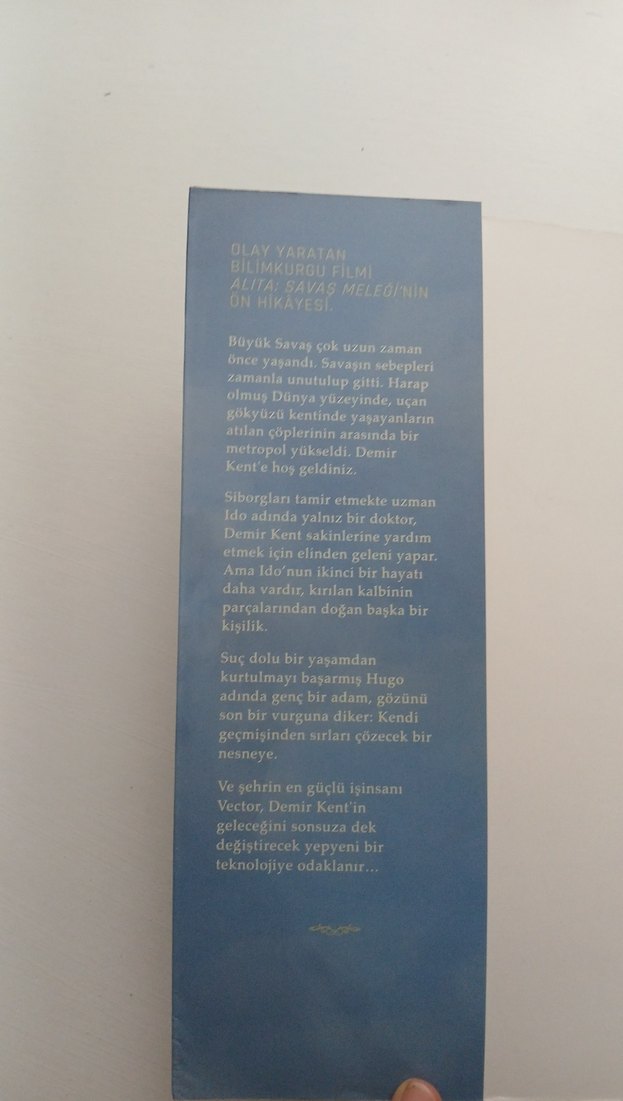 OLAY YARATAN
BİLİMKURGU FİLMİ
ALITA: SAVAŞ MELEĞİ'NİN
ÖN HİKÂYESİ.
Büyük Savaş çok uzun zaman
önce yaşandı. Savaşın sebepleri
zamanla unutulup gitti. Harap
olmuş Dünya yüzeyinde, uçan
gökyüzü kentinde yaşayanların
atılan çöplerinin arasında bir
metropol yükseldi. Demir
Kent'e hoş geldiniz.
Siborgları tamir etmekte uzman
Ido adında yalnız bir doktor,
Demir Kent sakinlerine yardım
etmek için elinden geleni yapar.
Ama Ido'nun ikinci bir hayatı
daha vardır, kırılan kalbinin
parçalarından doğan başka bir
kişilik.
Suç dolu bir yaşamdan
kurtulmayı başarmış Hugo
adında genç bir adam, gözünü
son bir vurguna diker: Kendi
geçmişinden sırları çözecek bir
nesneye.
Ve şehrin en güçlü işinsanı
Vector, Demir Kent'in
geleceğini sonsuza dek
değiştirecek yepyeni bir
teknolojiye odaklanır...